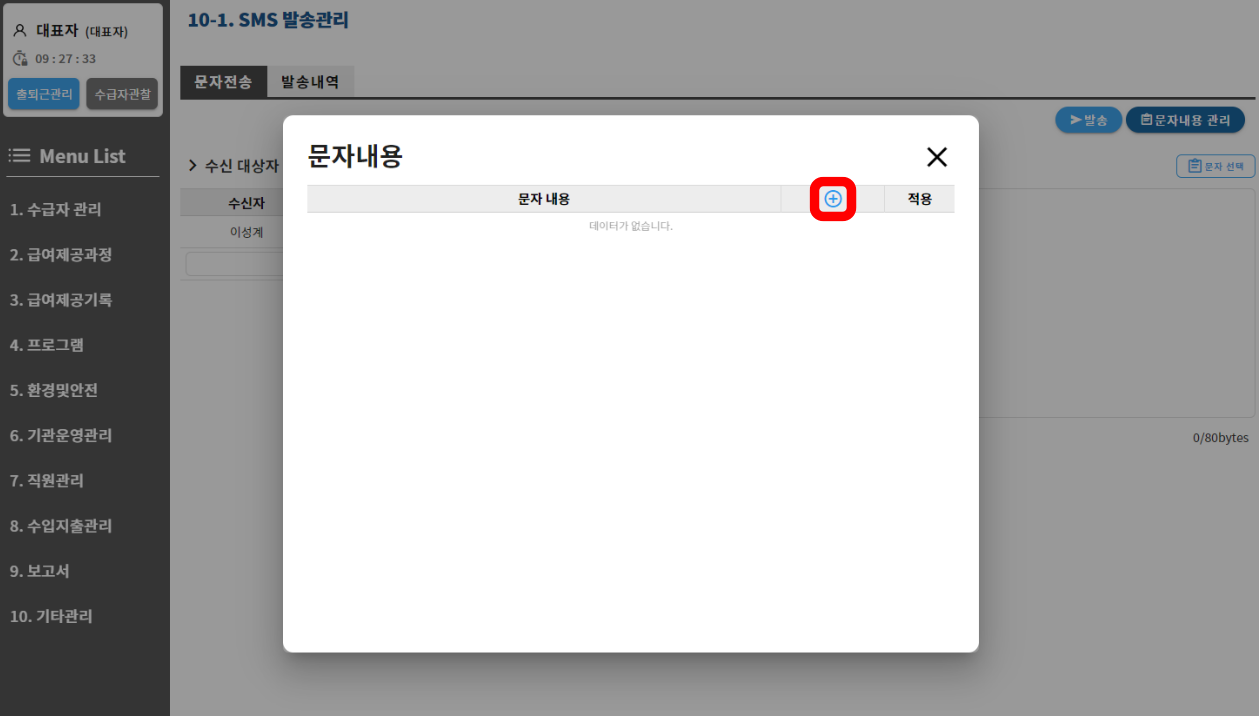 대표자 (대표자)
09 : 27 : 33
출퇴근관리 수급자관찰
Menu List
1. 수급자 관리
2. 급여제공과정
3. 급여제공기록
4. 프로그램
5. 환경및안전
6. 기관운영관리
7. 직원관리
8. 수입지출관리
9. 보고서
10. 기타관리
10-1. SMS 발송관리
문자전송 발송내역
발송 문자내용 관리
수신 대상자
문자 선택
수신자
이성계
0/80bytes
문자내용
문자 내용 적용
데이터가 없습니다.